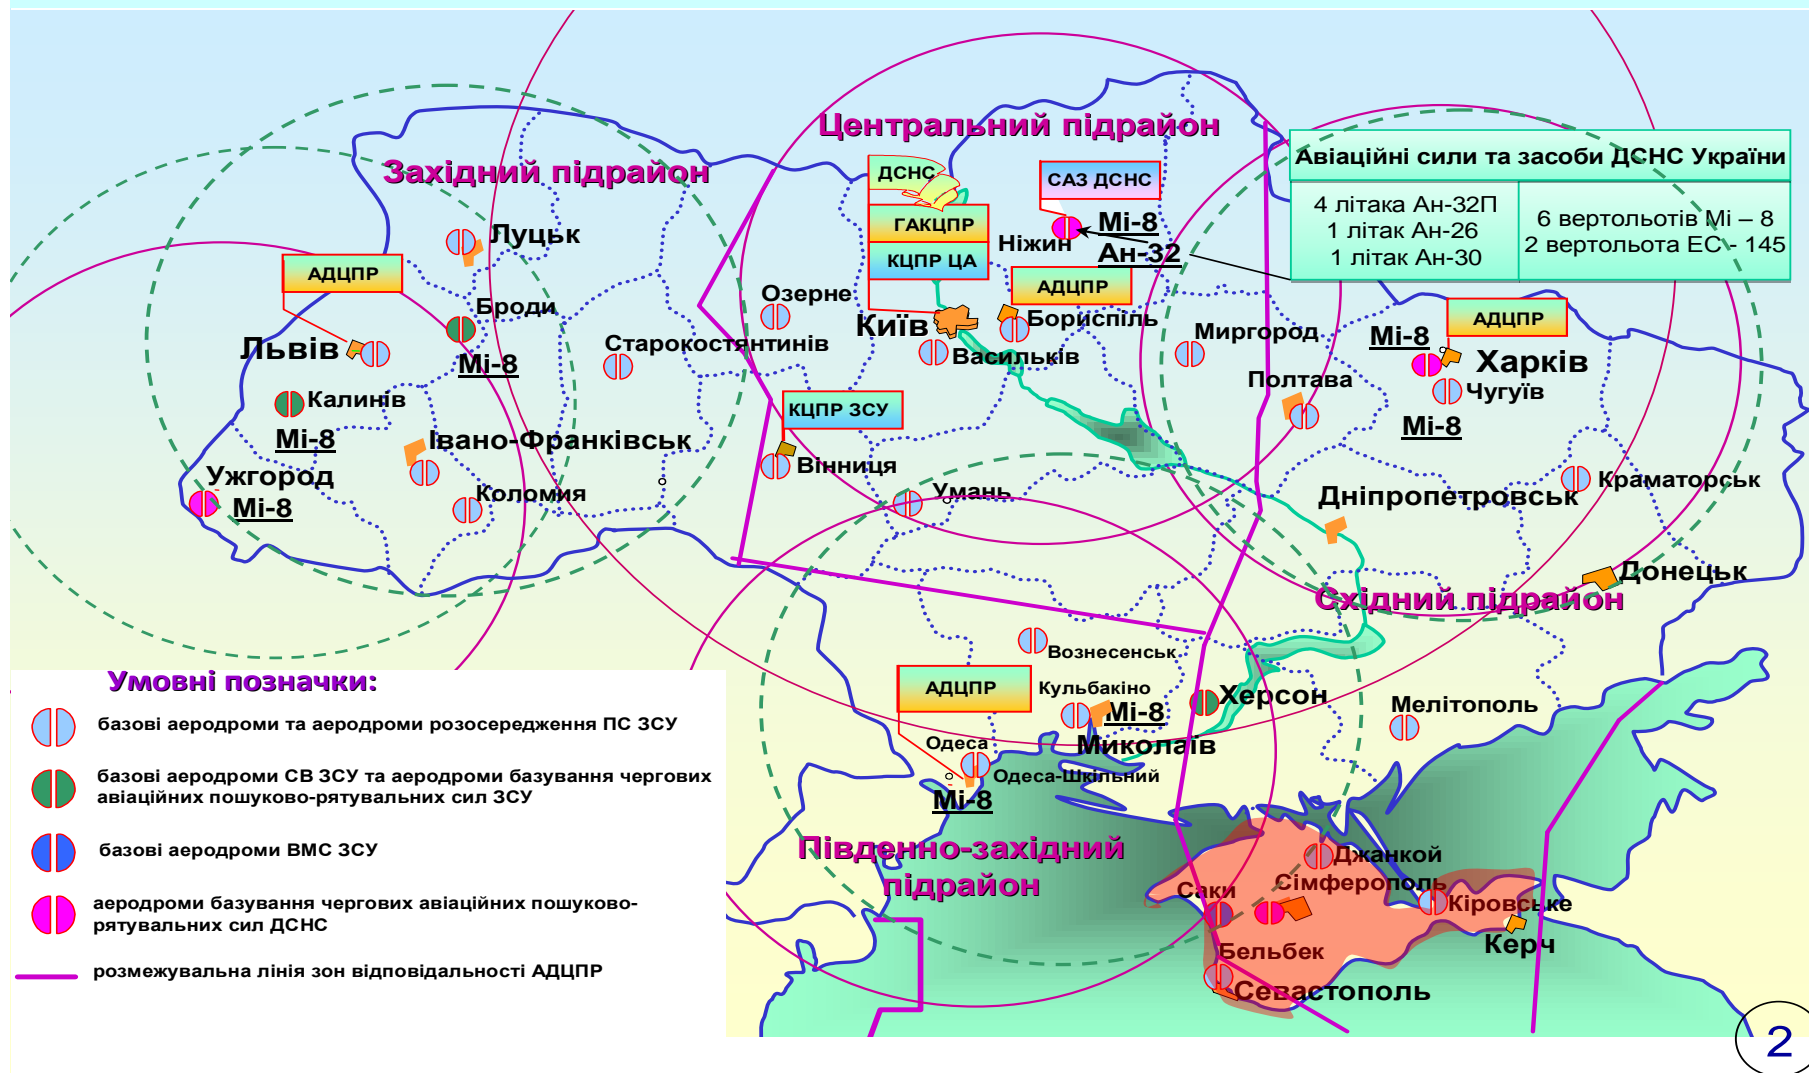 Центральний підрайон
Західний підрайон
ДСНС
ГАКЦПР
КЦПР ЦА
САЗ ДСНС
Ніжин
Мі-8
Ан-32
Авіаційні сили та засоби ДСНС України
4 літака Ан-32П
1 літак Ан-26
1 літак Ан-30
6 вертольотів Мі – 8
2 вертольота ЕС - 145
Луцьк
АДЦПР
Броди
Мі-8
Львів
Старокостянтинів
Калинів
Мі-8
Івано-Франківськ
Ужгород
Мі-8
Коломия
Озерне
Київ
АДЦПР
Бориспіль
Васильків
КЦПР ЗСУ
Вінниця
Умань
Миргород
Полтава
АДЦПР
Мі-8
Харків
Чугуїв
Мі-8
Краматорськ
Дніпропетровськ
Донецьк
Східний підрайон
Вознесенськ
АДЦПР
Кульбакіно
Мі-8
Миколаїв
Херсон
Мелітополь
Одеса
Одеса-Шкільний
Мі-8
Південно-західний
підрайон
Джанкой
Саки
Сімферополь
Кіровське
Керч
Бельбек
Севастополь
Умовні позначки:
базові аеродроми та аеродроми розосередження ПС ЗСУ
базові аеродроми СВ ЗСУ та аеродроми базування чергових
авіаційних пошуково-рятувальних сил ЗСУ
базові аеродроми ВМС ЗСУ
аеродроми базування чергових авіаційних пошуково-
рятувальних сил ДСНС
розмежувальна лінія зон відповідальності АДЦПР
2